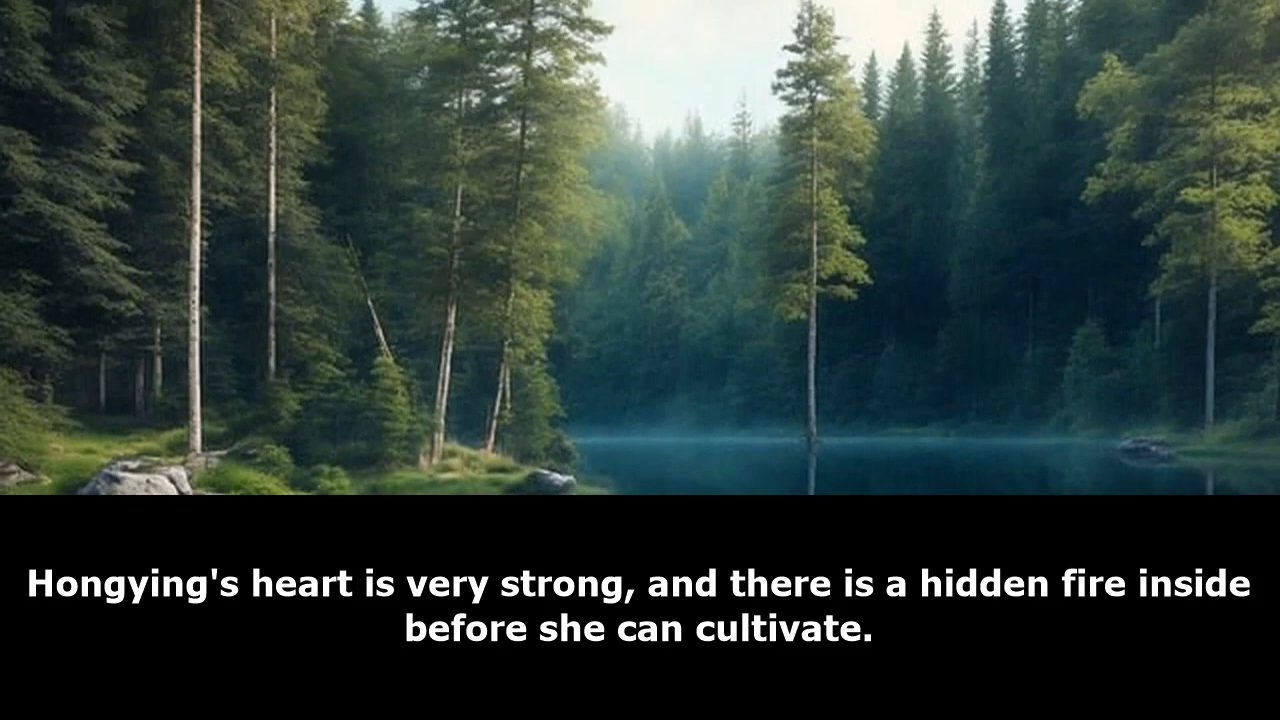 Hongying's heart is very strong, and there is a hidden fire inside
before she can cultivate.